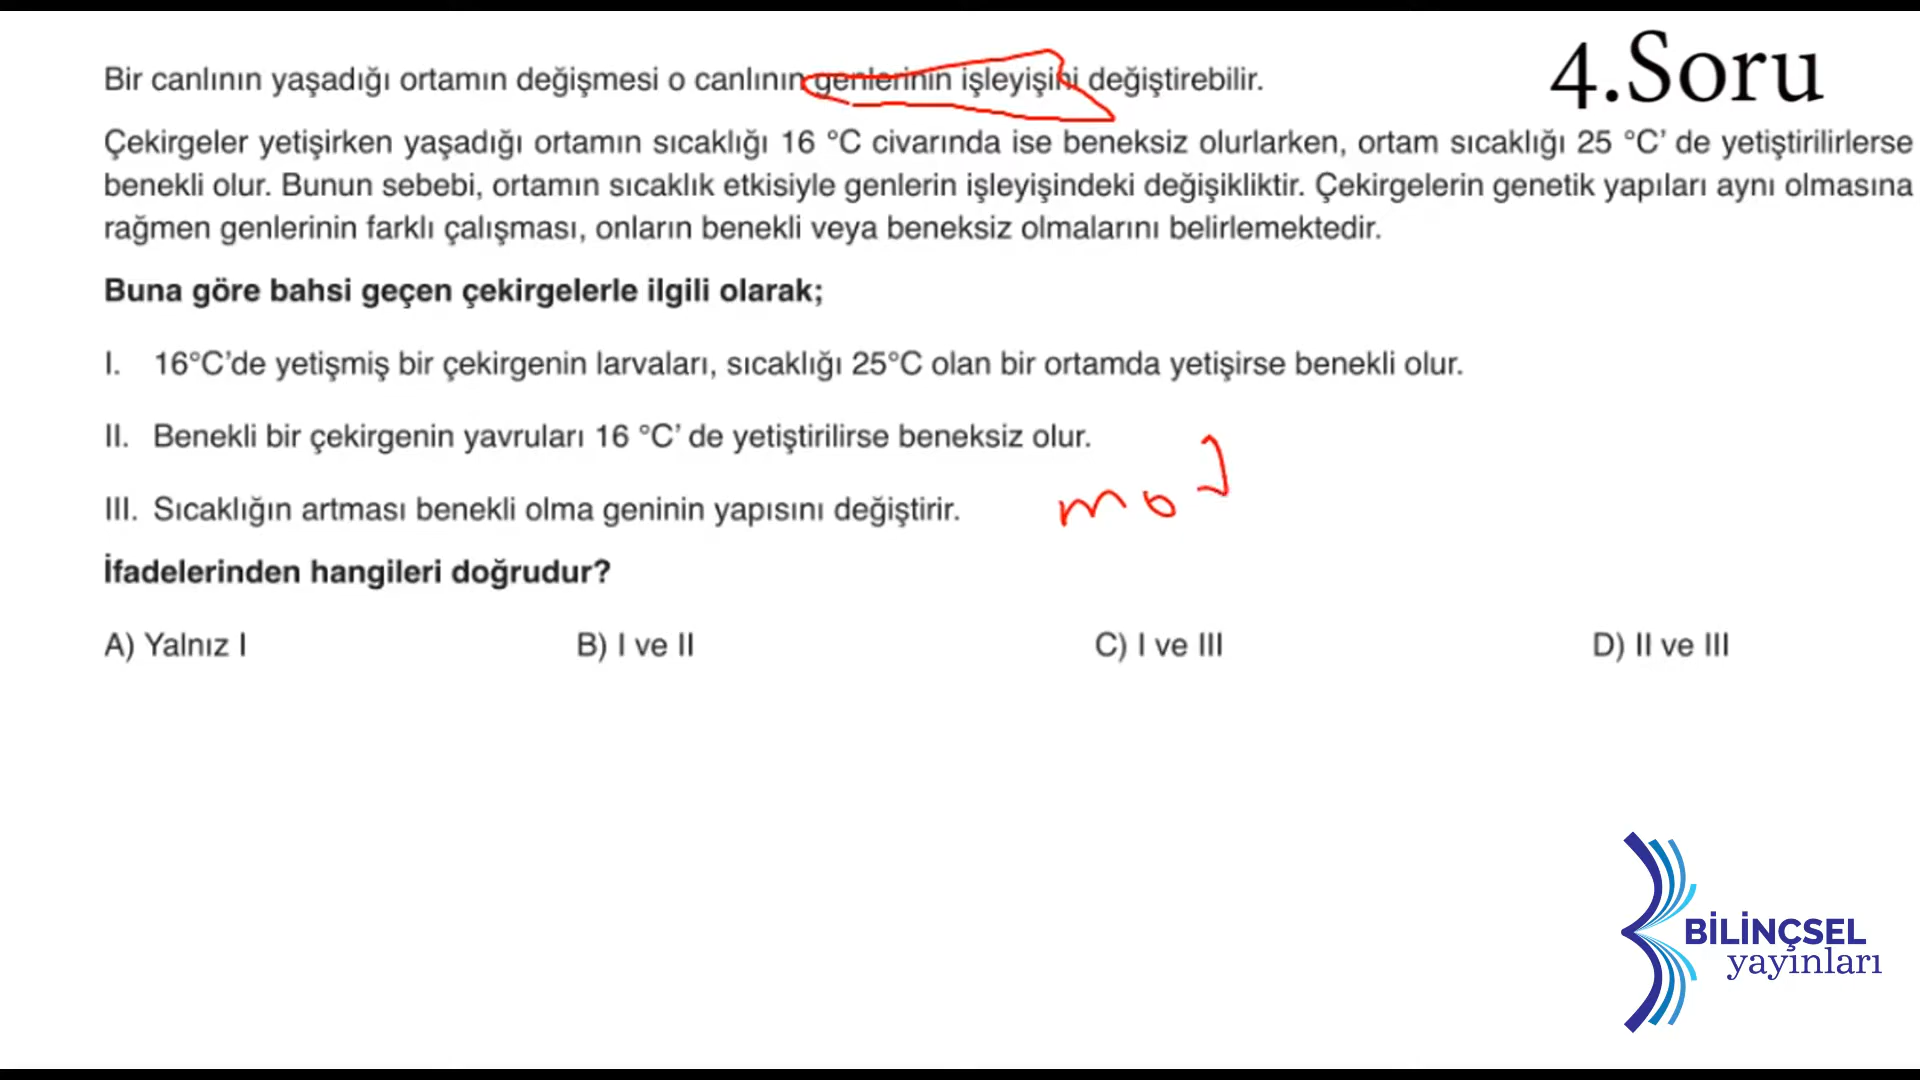 4.Soru
Bir canlının yaşadığı ortamın değişmesi o canlının genlerinin işleyişini değiştirebilir.
Çekirgeler yetişirken yaşadığı ortamın sıcaklığı 16 °C civarında ise beneksiz olurlarken, ortam sıcaklığı 25 °C’ de yetiştirilirlerse
benekli olur. Bunun sebebi, ortamın sıcaklık etkisiyle genlerin işleyişindeki değişikliktir. Çekirgelerin genetik yapıları aynı olmasına
rağmen genlerinin farklı çalışması, onların benekli veya beneksiz olmalarını belirlemektedir.
Buna göre bahsi geçen çekirgelerle ilgili olarak;
I. 16°C’de yetişmiş bir çekirgenin larvaları, sıcaklığı 25°C olan bir ortamda yetişirse benekli olur.
II. Benekli bir çekirgenin yavruları 16 °C’ de yetiştirilirse beneksiz olur.
III. Sıcaklığın artması benekli olma geninin yapısını değiştirir.
mo
İfadelerinden hangileri doğrudur?
A) Yalnız I B) I ve II C) I ve III D) II ve III
BİLİNÇSEL
yayınları